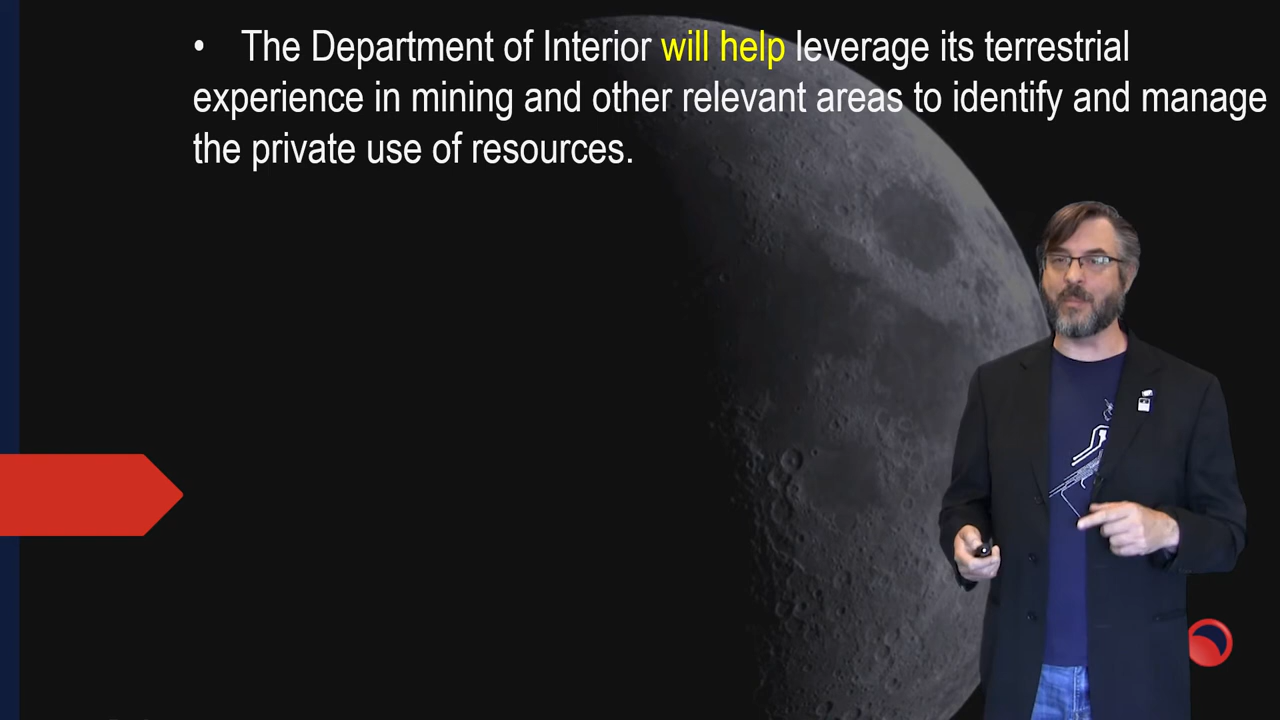 • The Department of Interior will help leverage its terrestrial
experience in mining and other relevant areas to identify and manage
the private use of resources.